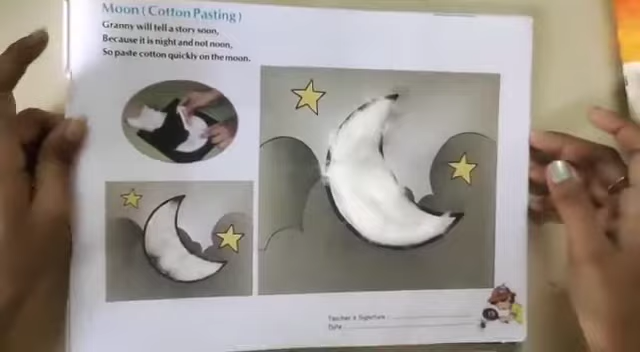 Moon ( Cotton Pasting )
Granny will tell a story soon,
Because it is night and not noon,
So paste cotton quickly on the moon.
Teacher's Signature
Date